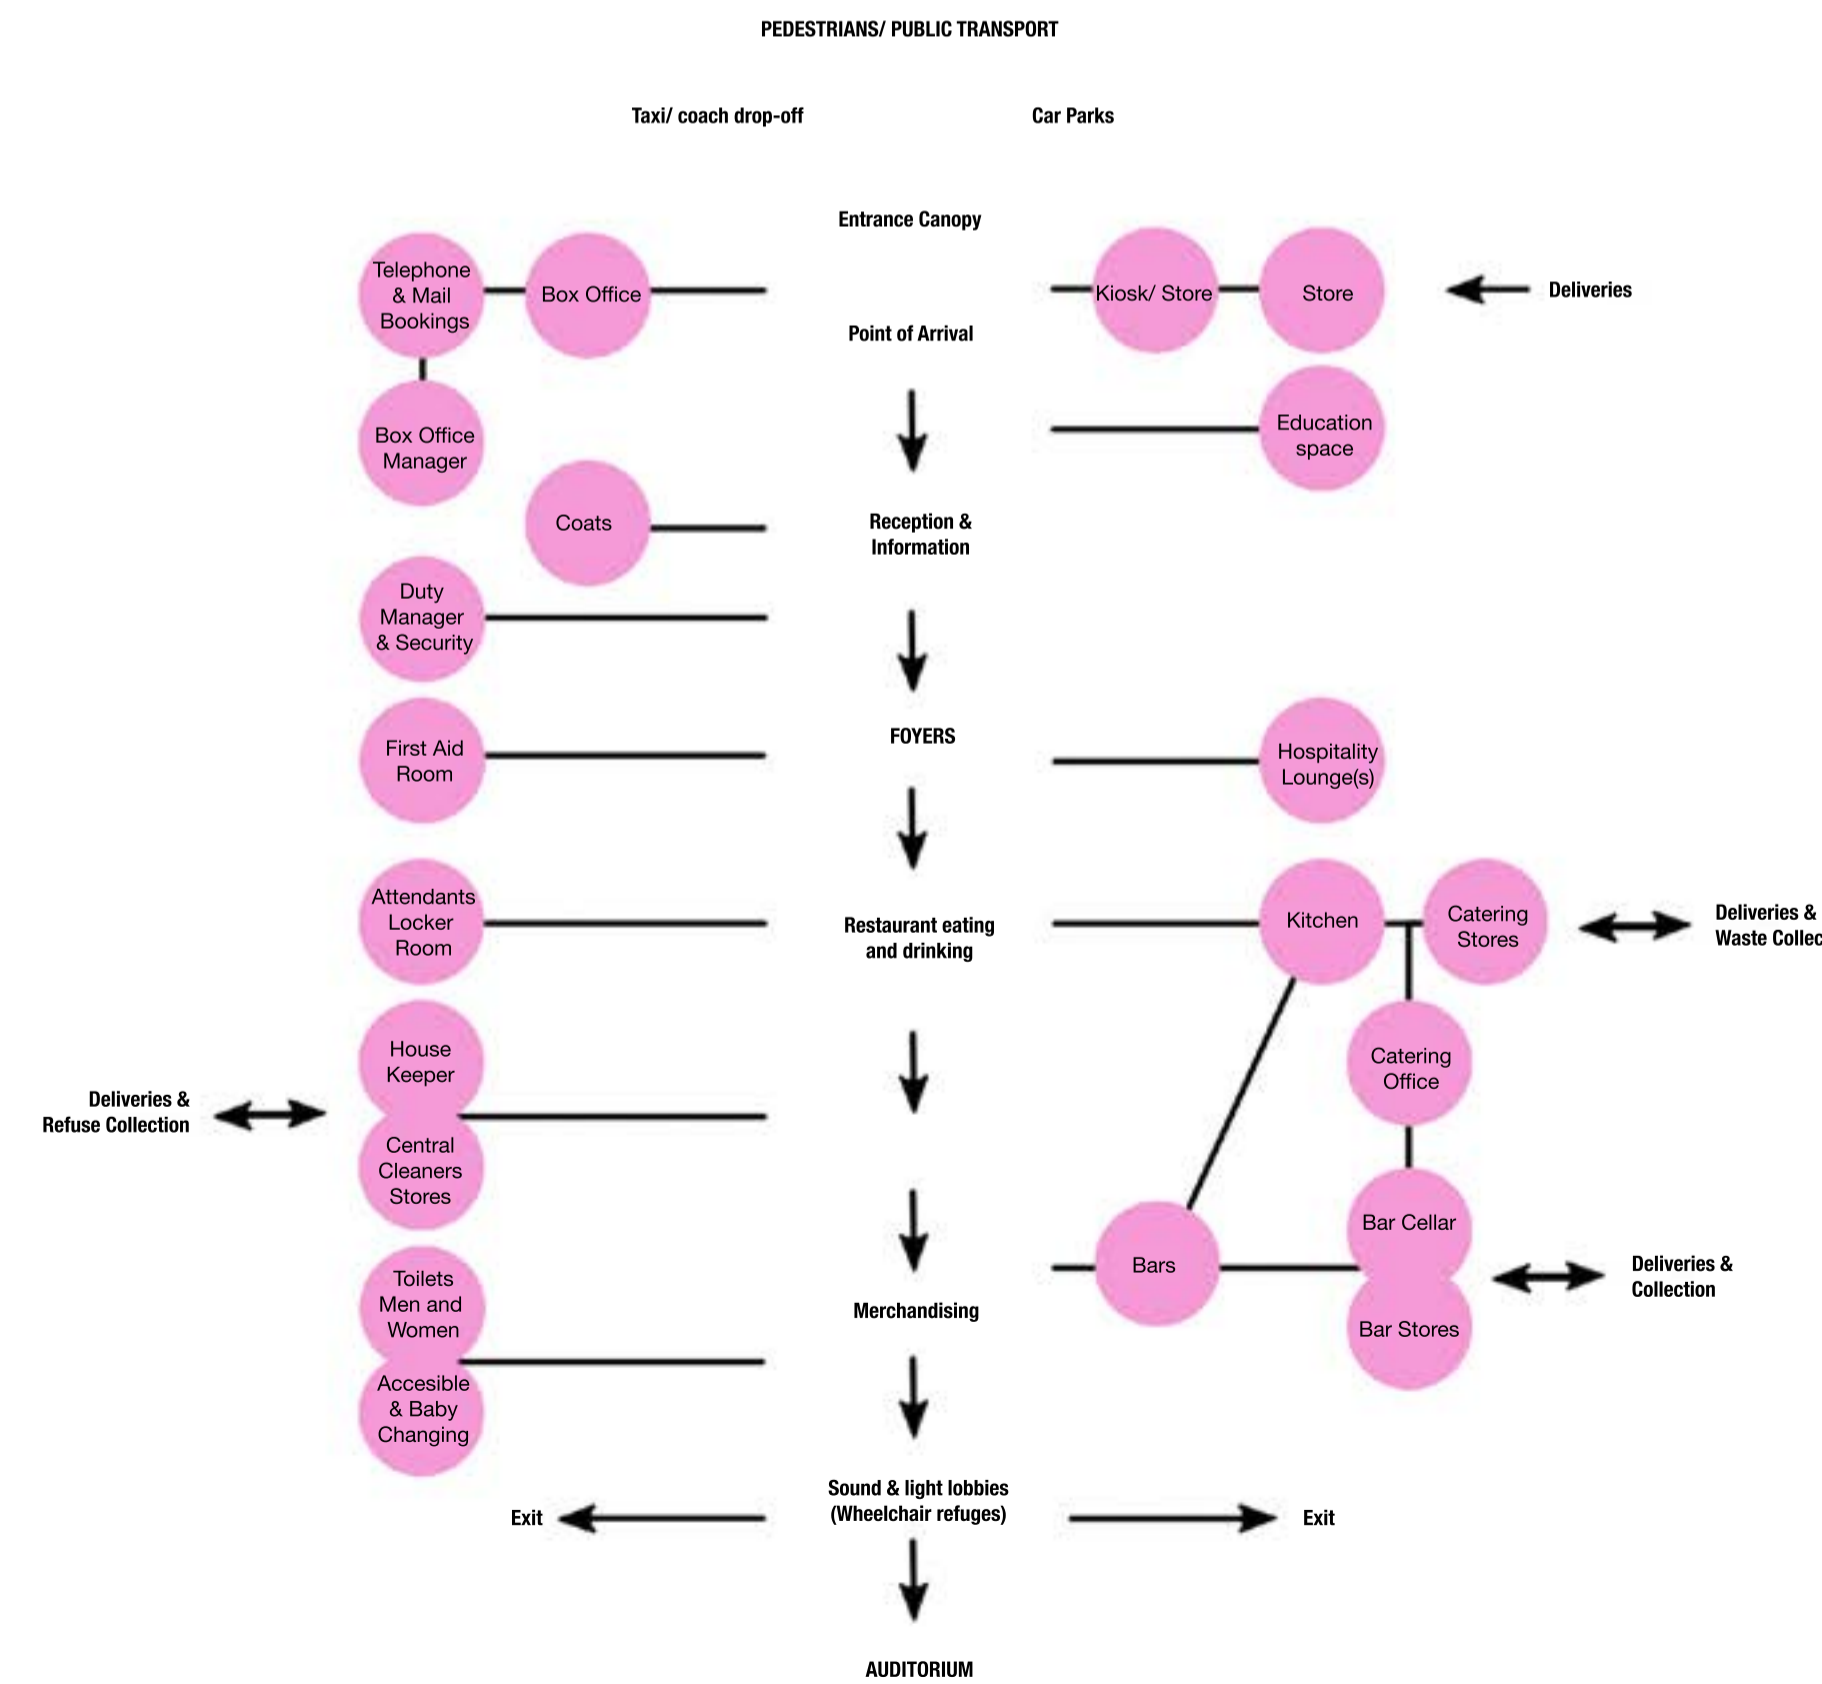 PEDESTRIANS/ PUBLIC TRANSPORT
Taxi/ coach drop-off
Car Parks
Entrance Canopy
Telephone
& Mail
Bookings
Box Office
Kiosk/ Store
Store
Deliveries
Point of Arrival
Box Office
Manager
Education
space
Coats
Reception &
Information
Duty
Manager
& Security
First Aid
Room
FOYERS
Hospitality
Lounge(s)
Attendants
Locker
Room
Restaurant eating
and drinking
Kitchen
Catering
Stores
Deliveries &
Waste Collec
House
Keeper
Catering
Office
Deliveries &
Refuse Collection
Central
Cleaners
Stores
Bar Cellar
Bars
Deliveries &
Collection
Toilets
Men and
Women
Merchandising
Bar Stores
Accesible
& Baby
Changing
Sound & light lobbies
(Wheelchair refuges)
Exit
Exit
AUDITORIUM